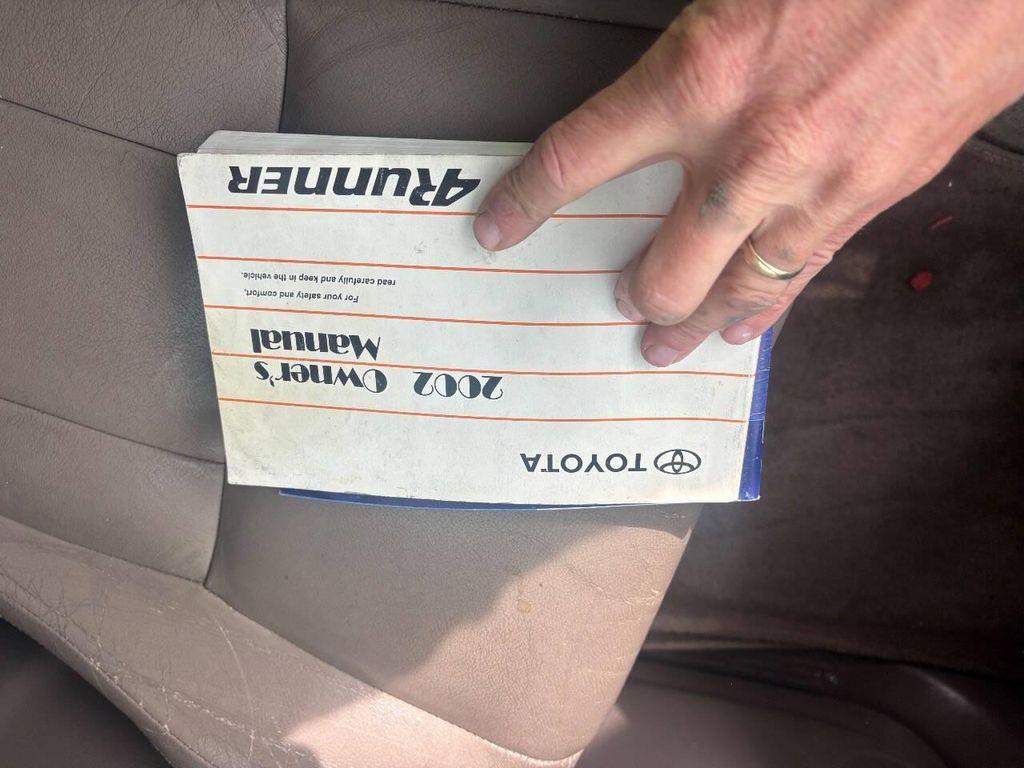 TOYOTA
2002 Owner's
Manual
For your safety and comfort,
read carefully and keep in the vehicle.
4RUNNER